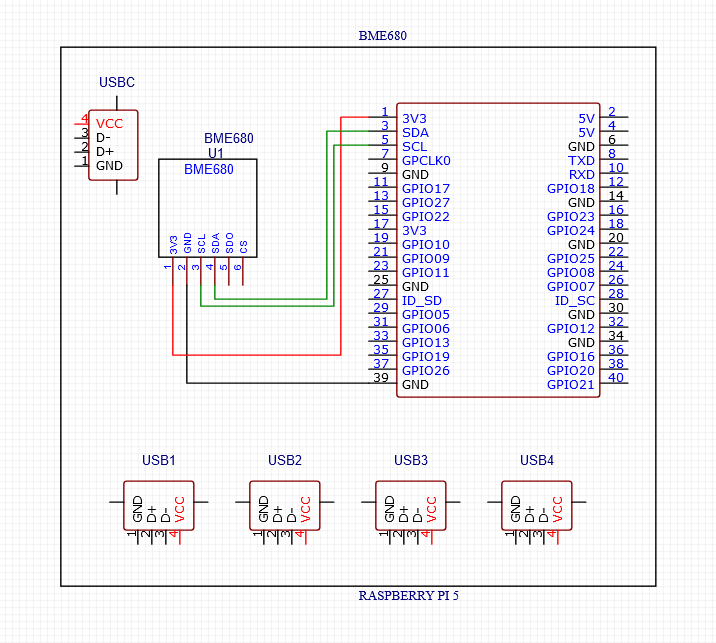 BME680
USBC
4 VCC
3 D-
2 D+
1 GND
BME680
U1
BME680
3V3
GND
SCL
SDA
SDO
CS
1 2 3 4 5 6
1 3V3 5V 2
3 SDA 5V 4
5 SCL GND 6
7 GPCLK0 TXD 8
9 GND RXD 10
11 GPIO17 GPIO18 12
13 GPIO27 GND 14
15 GPIO22 GPIO23 16
17 3V3 GPIO24 18
19 GPIO10 GND 20
21 GPIO09 GPIO25 22
23 GPIO11 GPIO08 24
25 GND GPIO07 26
27 ID_SD ID_SC 28
29 GPIO05 GND 30
31 GPIO06 GPIO12 32
33 GPIO13 GND 34
35 GPIO19 GPIO16 36
37 GPIO26 GPIO20 38
39 GND GPIO21 40
USB1
GND
D+
D-
VCC
1 2 3 4
USB2
GND
D+
D-
VCC
1 2 3 4
USB3
GND
D+
D-
VCC
1 2 3 4
USB4
GND
D+
D-
VCC
1 2 3 4
RASPBERRY PI 5